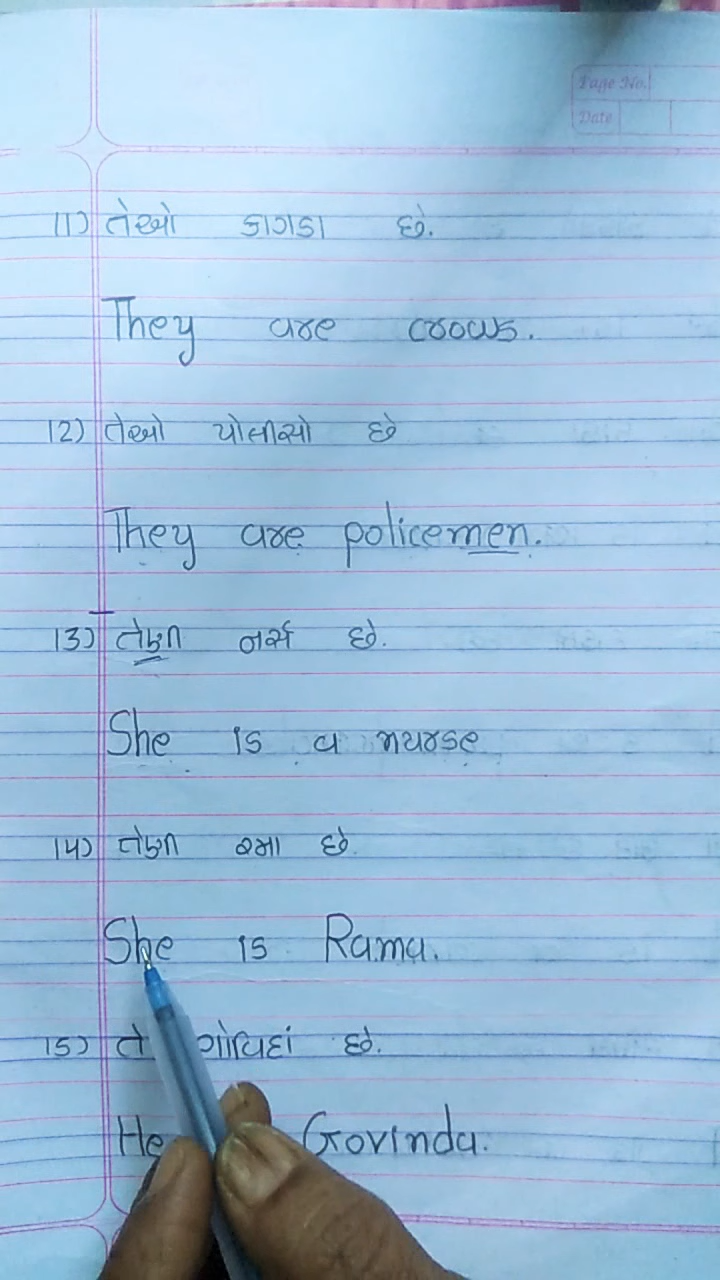 Page No.
Date
11) તેઓ કાગડા છે.
They are crows.
12) તેઓ પોલીસો છે
They are policemen.
13) તેણી નર્સ છે.
She is a nurse
14) તેણી રમા છે.
She is Rama.
15) તે ગોવિંદા છે.
He Govinda.